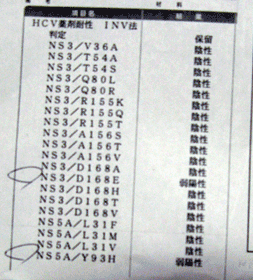 項目名 結果
HCV薬剤耐性 INV法
判定 保留
NS3/V36A 陰性
NS3/T54A 陰性
NS3/T54S 陰性
NS3/Q80L 陰性
NS3/Q80R 陰性
NS3/R155K 陰性
NS3/R155Q 陰性
NS3/R155T 陰性
NS3/A156S 陰性
NS3/A156T 陰性
NS3/A156V 陰性
NS3/D168A 陰性
NS3/D168E 弱陽性
NS3/D168H 陰性
NS3/D168T 陰性
NS3/D168V 陰性
NS5A/L31F 陰性
NS5A/L31M 陰性
NS5A/L31V 陰性
NS5A/Y93H 弱陽性